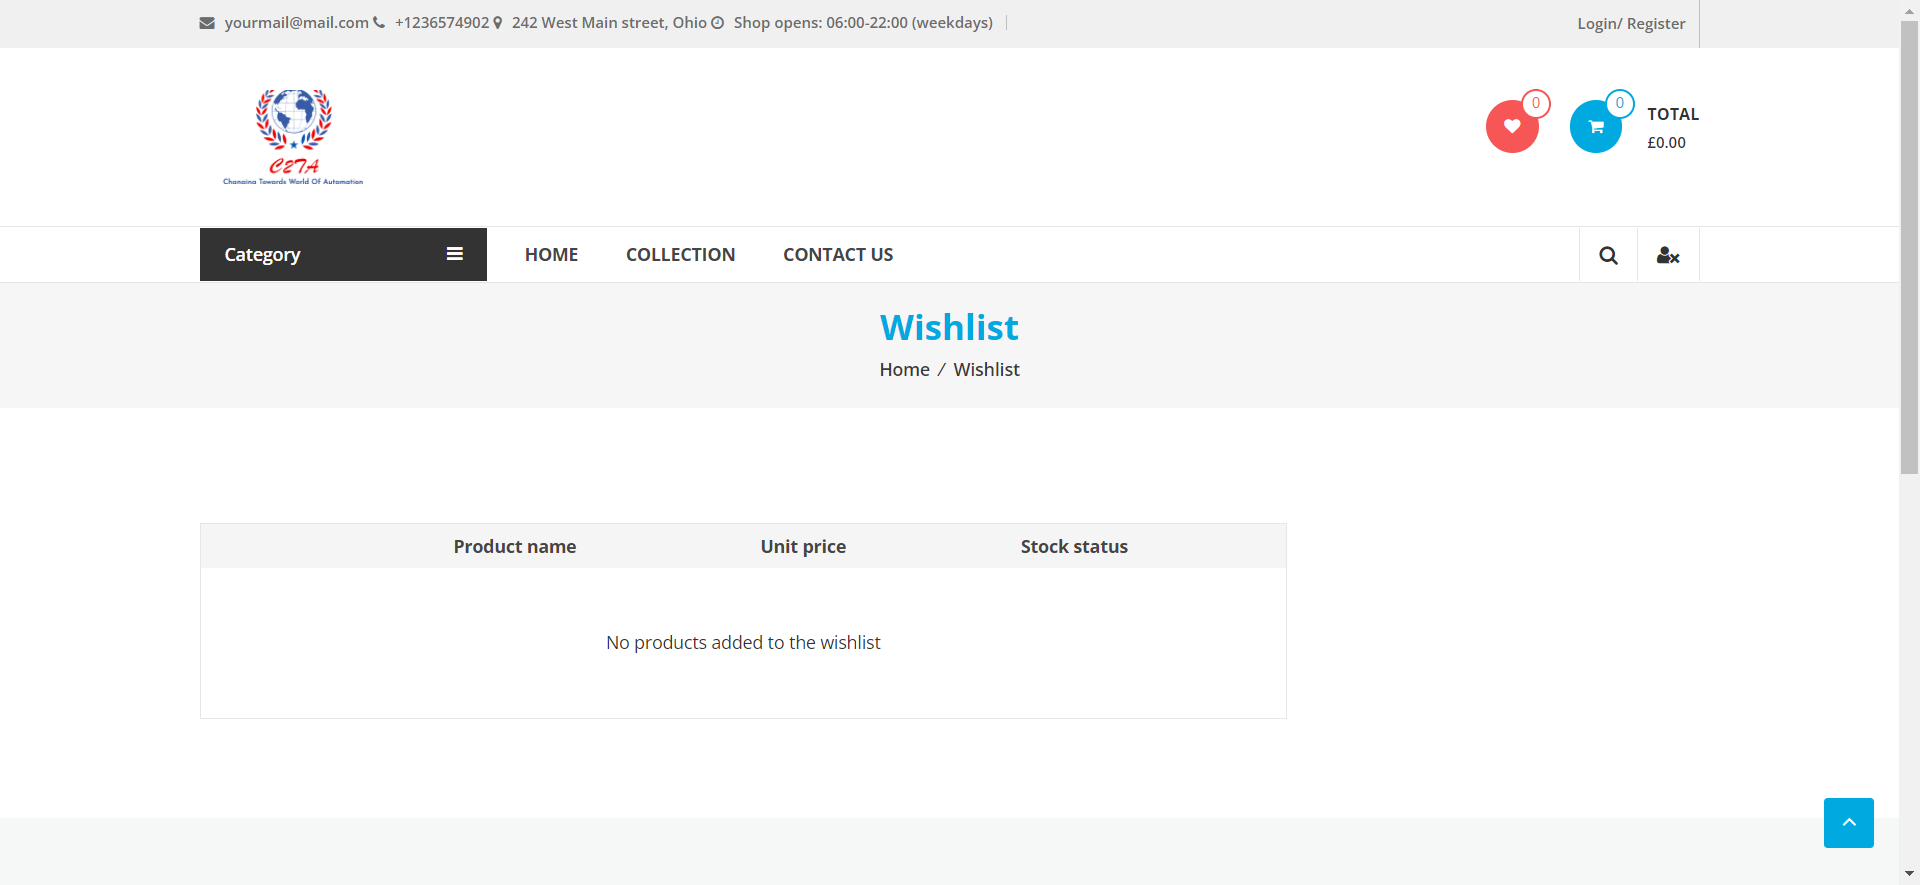 yourmail@mail.com +1236574902 242 West Main street, Ohio Shop opens: 06:00-22:00 (weekdays)
Login/ Register
C2TA
Changing Towards World Of Automation
0
0
TOTAL
£0.00
Category
HOME
COLLECTION
CONTACT US
Wishlist
Home / Wishlist
Product name
Unit price
Stock status
No products added to the wishlist